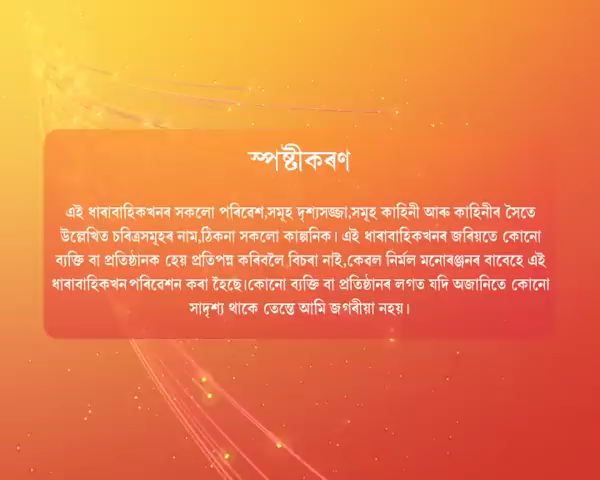 স্পষ্টীকৰণ
এই ধাৰাবাহিকখনৰ সকলো পৰিৱেশ,সমূহ দৃশ্যসজ্জা,সমূহ কাহিনী আৰু কাহিনীৰ সৈতে
উল্লেখিত চৰিত্ৰসমূহৰ নাম,ঠিকনা সকলো কাল্পনিক। এই ধাৰাবাহিকখনৰ জৰিয়তে কোনো
ব্যক্তি বা প্ৰতিষ্ঠানক হেয় প্ৰতিপন্ন কৰিবলৈ বিচৰা নাই,কেৱল নিৰ্মল মনোৰঞ্জনৰ বাবেহে এই
ধাৰাবাহিকখন পৰিৱেশন কৰা হৈছে।কোনো ব্যক্তি বা প্ৰতিষ্ঠানৰ লগত যদি অজানিতে কোনো
সাদৃশ্য থাকে তেন্তে আমি জগৰীয়া নহয়।